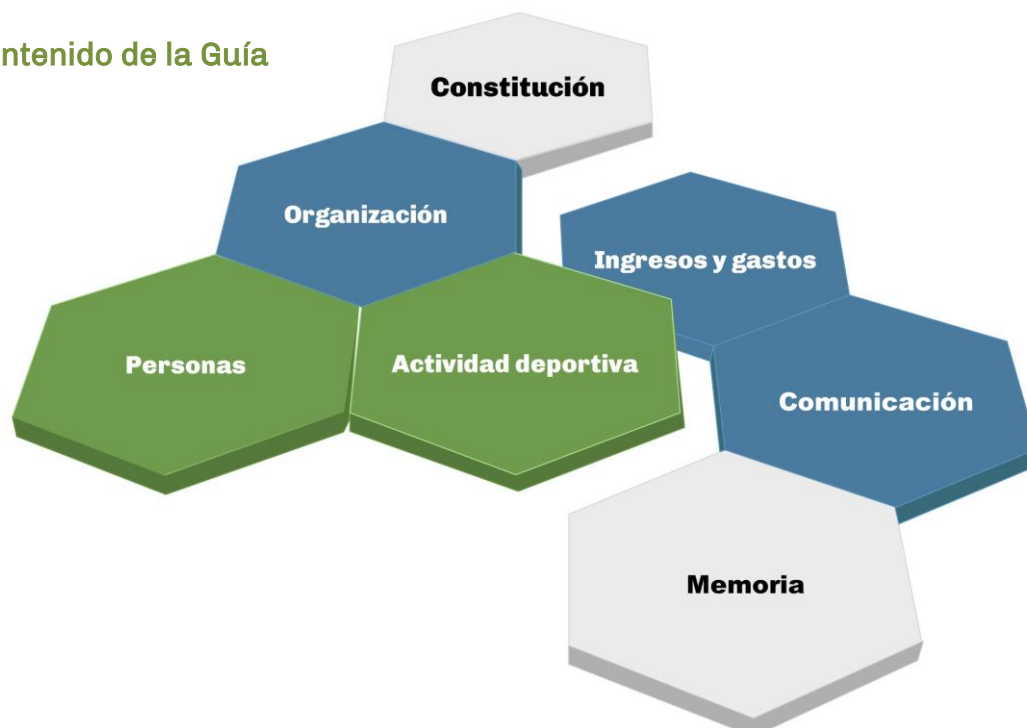 ntenido de la Guía
Constitución
Organización
Ingresos y gastos
Personas
Actividad deportiva
Comunicación
Memoria